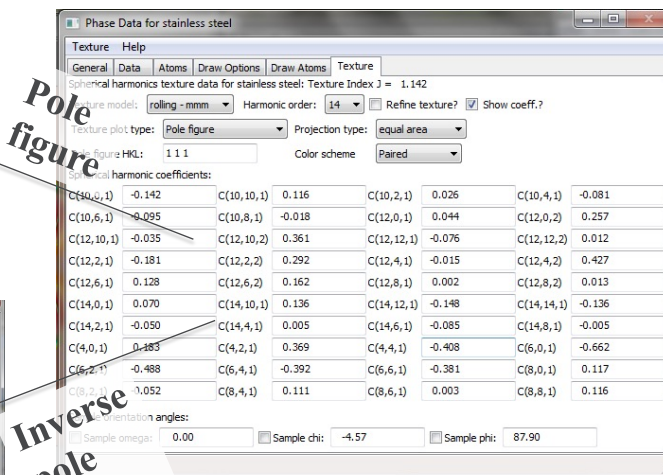 Phase Data for stainless steel
Texture Help
General Data Atoms Draw Options Draw Atoms Texture
Spherical harmonics texture data for stainless steel: Texture Index J = 1.142
Texture model: rolling - mmm Harmonic order: 14 Refine texture? Show coeff.?
Texture plot type: Pole figure Projection type: equal area
Pole figure HKL: 1 1 1 Color scheme Paired
Spherical harmonic coefficients:
C(10,0,1) -0.142 C(10,10,1) 0.116 C(10,2,1) 0.026 C(10,4,1) -0.081
C(10,6,1) -0.095 C(10,8,1) -0.018 C(12,0,1) 0.044 C(12,0,2) 0.257
C(12,10,1) -0.035 C(12,10,2) 0.361 C(12,12,1) -0.076 C(12,12,2) 0.012
C(12,2,1) -0.181 C(12,2,2) 0.292 C(12,4,1) -0.015 C(12,4,2) 0.427
C(12,6,1) 0.128 C(12,6,2) 0.162 C(12,8,1) 0.002 C(12,8,2) 0.013
C(14,0,1) 0.070 C(14,10,1) 0.136 C(14,12,1) -0.148 C(14,14,1) -0.136
C(14,2,1) -0.050 C(14,4,1) 0.005 C(14,6,1) -0.085 C(14,8,1) -0.005
C(4,0,1) 0.183 C(4,2,1) 0.369 C(4,4,1) -0.408 C(6,0,1) -0.662
C(6,2,1) -0.488 C(6,4,1) -0.392 C(6,6,1) -0.381 C(8,0,1) 0.117
C(8,2,1) -0.052 C(8,4,1) 0.111 C(8,6,1) 0.003 C(8,8,1) 0.116
Sample orientation angles:
Sample omega: 0.00 Sample chi: -4.57 Sample phi: 87.90
Pole
figure
Inverse
pole